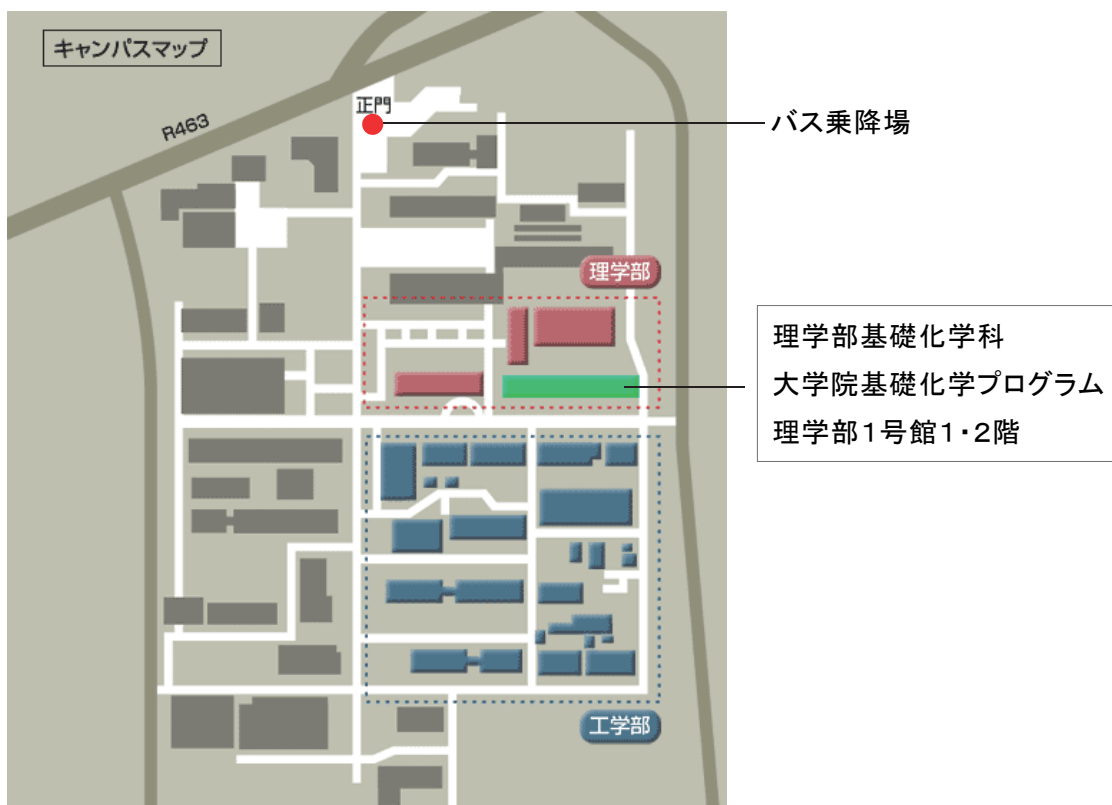 キャンパスマップ
正門
バス乗降場
R463
理学部
理学部基礎化学科
大学院基礎化学プログラム
理学部1号館1・2階
工学部